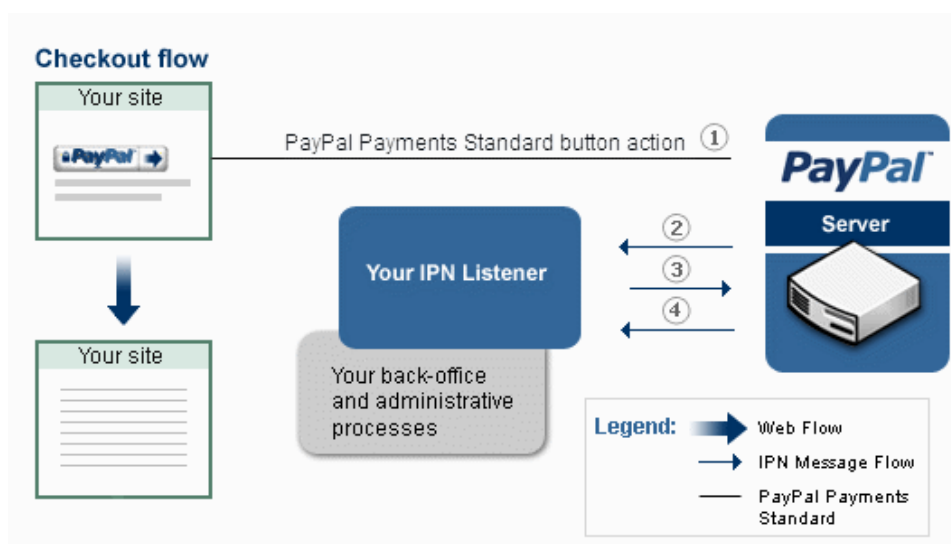 Checkout flow
Your site
PayPal
PayPal Payments Standard button action 1
PayPal
Server
2
3
4
Your IPN Listener
Your site
Your back-office
and administrative
processes
Legend:
Web Flow
IPN Message Flow
PayPal Payments
Standard